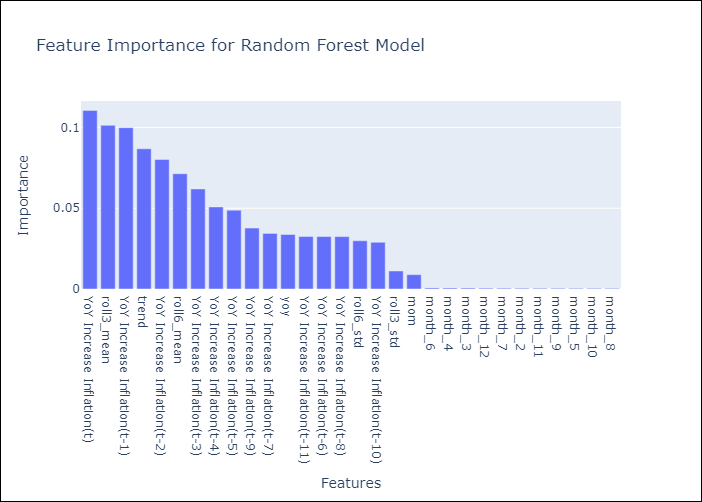 Feature Importance for Random Forest Model
Importance
0.1
0.05
0
YoY Increase Inflation(t)
roll3_mean
YoY Increase Inflation(t-1)
trend
YoY Increase Inflation(t-2)
roll6_mean
YoY Increase Inflation(t-3)
YoY Increase Inflation(t-4)
YoY Increase Inflation(t-5)
YoY Increase Inflation(t-9)
YoY Increase Inflation(t-7)
yoy
YoY Increase Inflation(t-11)
YoY Increase Inflation(t-6)
YoY Increase Inflation(t-8)
roll6_std
YoY Increase Inflation(t-10)
roll3_std
mom
month_6
month_4
month_3
month_12
month_7
month_2
month_11
month_9
month_5
month_10
month_8
Features